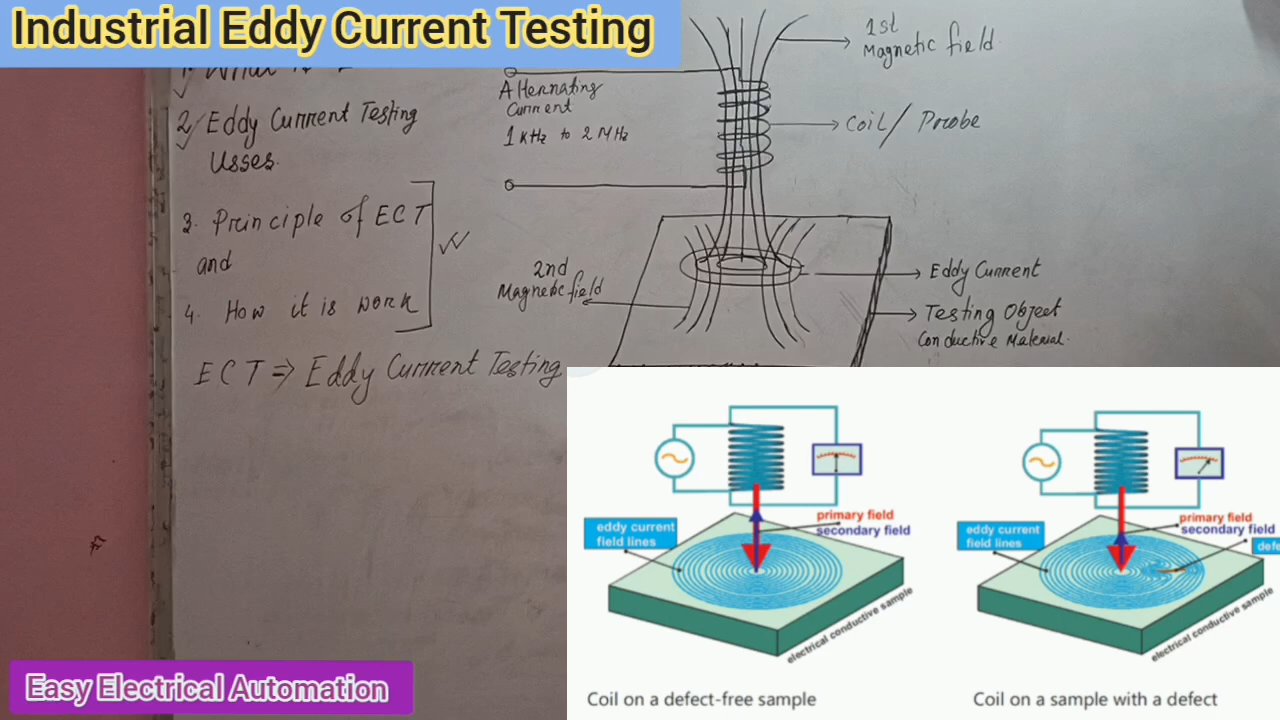 Industrial Eddy Current Testing
2. Eddy Current Testing
Usses.
3. Principle of ECT
and
4. How it is work
ECT => Eddy Current Testing
Alternating
Current
1 KHz to 2 MHz
1st
Magnetic field
Coil / Probe
2nd
Magnetic field
Eddy Current
Testing Object
Conductive Material.
eddy current
field lines
primary field
secondary field
electrical conductive sample
Coil on a defect-free sample
eddy current
field lines
primary field
secondary field
electrical conductive sample
Coil on a sample with a defect
Easy Electrical Automation